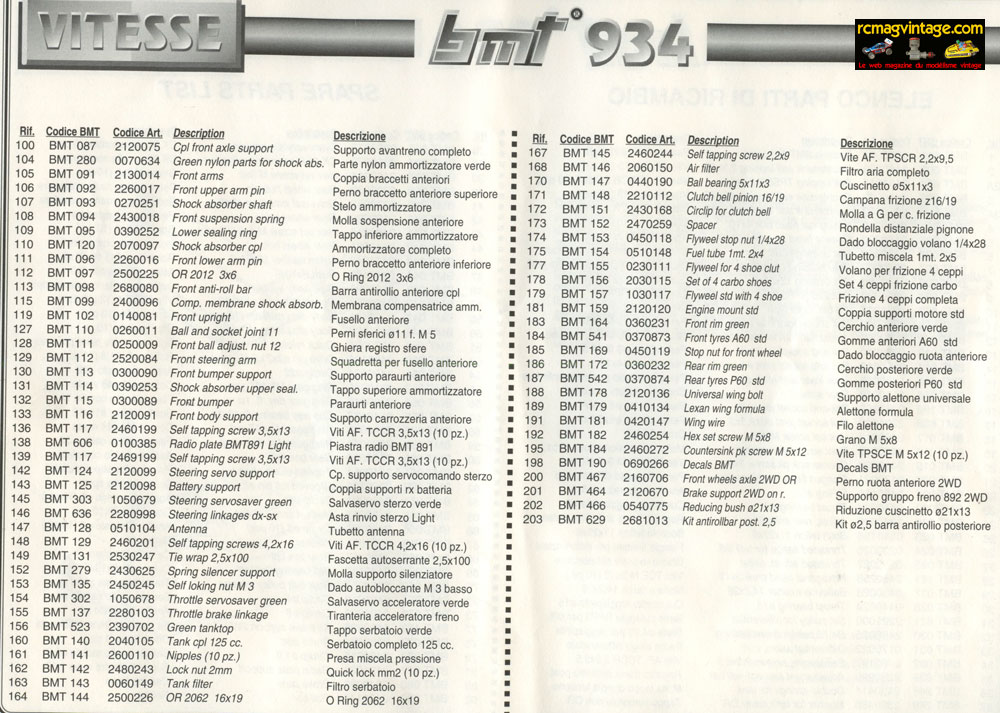 VITESSE
bmt 934
rcmagvintage.com
Le web magazine du modélisme vintage
SPARE PARTS LIST
ELENCO PARTI DI RICAMBIO
Rif. Codice BMT Codice Art. Description Descrizione
100 BMT 087 2120075 Cpl front axle support Supporto avantreno completo
104 BMT 280 0070634 Green nylon parts for shock abs. Parte nylon ammortizzatore verde
105 BMT 091 2130014 Front arms Coppia braccetti anteriori
106 BMT 092 2260017 Front upper arm pin Perno braccetto anteriore superiore
107 BMT 093 0270251 Shock absorber shaft Stelo ammortizzatore
108 BMT 094 2430018 Front suspension spring Molla sospensione anteriore
109 BMT 095 0390252 Lower sealing ring Tappo inferiore ammortizzatore
110 BMT 120 2070097 Shock absorber cpl Ammortizzatore completo
111 BMT 096 2260016 Front lower arm pin Perno braccetto anteriore inferiore
112 BMT 097 2500225 OR 2012 3x6 O Ring 2012 3x6
113 BMT 098 2680080 Front anti-roll bar Barra antirollio anteriore cpl
115 BMT 099 2400096 Comp. membrane shock absorb. Membrana compensatrice amm.
119 BMT 102 0140081 Front upright Fusello anteriore
127 BMT 110 0260011 Ball and socket joint 11 Perni sferici ø11 f. M 5
128 BMT 111 0250009 Front ball adjust. nut 12 Ghiera registro sfere
129 BMT 112 2520084 Front steering arm Squadretta per fusello anteriore
130 BMT 113 0300090 Front bumper support Supporto paraurti anteriore
131 BMT 114 0390253 Shock absorber upper seal. Tappo superiore ammortizzatore
132 BMT 115 0300089 Front bumper Paraurti anteriore
133 BMT 116 2120091 Front body support Supporto carrozzeria anteriore
136 BMT 117 2460199 Self tapping screw 3,5x13 Viti AF. TCCR 3,5x13 (10 pz.)
138 BMT 606 0100385 Radio plate BMT891 Light Piastra radio BMT 891
139 BMT 117 2469199 Self tapping screw 3,5x13 Viti AF. TCCR 3,5x13 (10 pz.)
142 BMT 124 2120099 Steering servo support Cp. supporto servocomando sterzo
143 BMT 125 2120098 Battery support Coppia supporti rx batteria
145 BMT 303 1050679 Steering servosaver green Salvaservo sterzo verde
146 BMT 636 2280998 Steering linkages dx-sx Asta rinvio sterzo Light
147 BMT 128 0510104 Antenna Tubetto antenna
148 BMT 129 2460201 Self tapping screws 4,2x16 Viti AF. TCCR 4,2x16 (10 pz.)
149 BMT 131 2530247 Tie wrap 2,5x100 Fascetta autoserrante 2,5x100
152 BMT 279 2430625 Spring silencer support Molla supporto silenziatore
153 BMT 135 2450245 Self loking nut M 3 Dado autobloccante M 3 basso
154 BMT 302 1050678 Throttle servosaver green Salvaservo acceleratore verde
155 BMT 137 2280103 Throttle brake linkage Tiranteria acceleratore freno
156 BMT 523 2390702 Green tanktop Tappo serbatoio verde
160 BMT 140 2040105 Tank cpl 125 cc. Serbatoio completo 125 cc.
161 BMT 141 2600110 Nipples (10 pz.) Presa miscela pressione
162 BMT 142 2480243 Lock nut 2mm Quick lock mm2 (10 pz.)
163 BMT 143 0060149 Tank filter Filtro serbatoio
164 BMT 144 2500226 OR 2062 16x19 O Ring 2062 16x19
Rif. Codice BMT Codice Art. Description Descrizione
167 BMT 145 2460244 Self tapping screw 2,2x9 Vite AF. TPSCR 2,2x9,5
168 BMT 146 2060150 Air filter Filtro aria completo
170 BMT 147 0440190 Ball bearing 5x11x3 Cuscinetto ø5x11x3
171 BMT 148 2210112 Clutch bell pinion 16/19 Campana frizione z16/19
172 BMT 151 2430168 Circlip for clutch bell Molla a G per c. frizione
173 BMT 152 2470259 Spacer Rondella distanziale pignone
174 BMT 153 0450118 Flyweel stop nut 1/4x28 Dado bloccaggio volano 1/4x28
175 BMT 154 0510148 Fuel tube 1mt. 2x4 Tubetto miscela 1mt. 2x5
177 BMT 155 0230111 Flyweel for 4 shoe clut Volano per frizione 4 ceppi
178 BMT 156 2030115 Set of 4 carbo shoes Set 4 ceppi frizione carbo
179 BMT 157 1030117 Flyweel std with 4 shoe Frizione 4 ceppi completa
181 BMT 159 2120120 Engine mount std Coppia supporti motore std
183 BMT 164 0360231 Front rim green Cerchio anteriore verde
184 BMT 541 0370873 Front tyres A60 std Gomme anteriori A60 std
185 BMT 169 0450119 Stop nut for front wheel Dado bloccaggio ruota anteriore
186 BMT 172 0360232 Rear rim green Cerchio posteriore verde
187 BMT 542 0370874 Rear tyres P60 std Gomme posteriori P60 std
188 BMT 178 2120136 Universal wing bolt Supporto alettone universale
189 BMT 179 0410134 Lexan wing formula Alettone formula
191 BMT 181 0420147 Wing wire Filo alettone
192 BMT 182 2460254 Hex set screw M 5x8 Grano M 5x8
195 BMT 184 2460272 Countersink pk screw M 5x12 Vite TPSCE M 5x12 (10 pz.)
198 BMT 190 0690266 Decals BMT Decals BMT
200 BMT 467 2160706 Front wheels axle 2WD OR Perno ruota anteriore 2WD
201 BMT 464 2120670 Brake support 2WD on r. Supporto gruppo freno 892 2WD
202 BMT 466 0540775 Reducing bush ø21x13 Riduzione cuscinetto ø21x13
203 BMT 629 2681013 Kit antirollbar post. 2,5 Kit ø2,5 barra antirollio posteriore